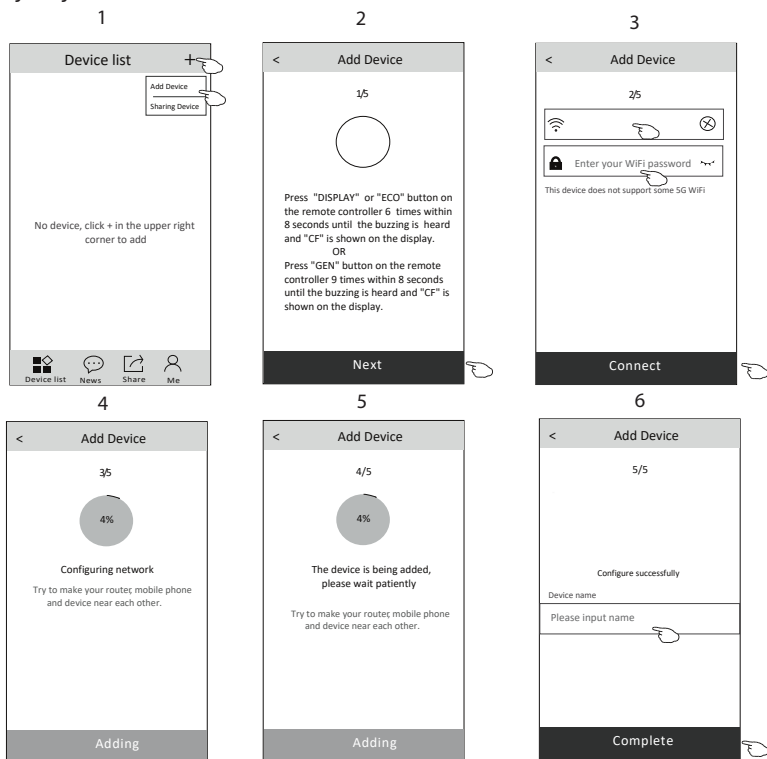 1
Device list +
Add Device
Sharing Device
No device, click + in the upper right
corner to add
Device list News Share Me
2
< Add Device
1/5
Press "DISPLAY" or "ECO" button on
the remote controller 6 times within
8 seconds until the buzzing is heard
and "CF" is shown on the display.
OR
Press "GEN" button on the remote
controller 9 times within 8 seconds
until the buzzing is heard and "CF" is
shown on the display.
Next
3
< Add Device
2/5
Enter your WiFi password
This device does not support some 5G WiFi
Connect
4
< Add Device
3/5
4%
Configuring network
Try to make your router, mobile phone
and device near each other.
Adding
5
< Add Device
4/5
4%
The device is being added,
please wait patiently
Try to make your router, mobile phone
and device near each other.
Adding
6
< Add Device
5/5
Configure successfully
Device name
Please input name
Complete